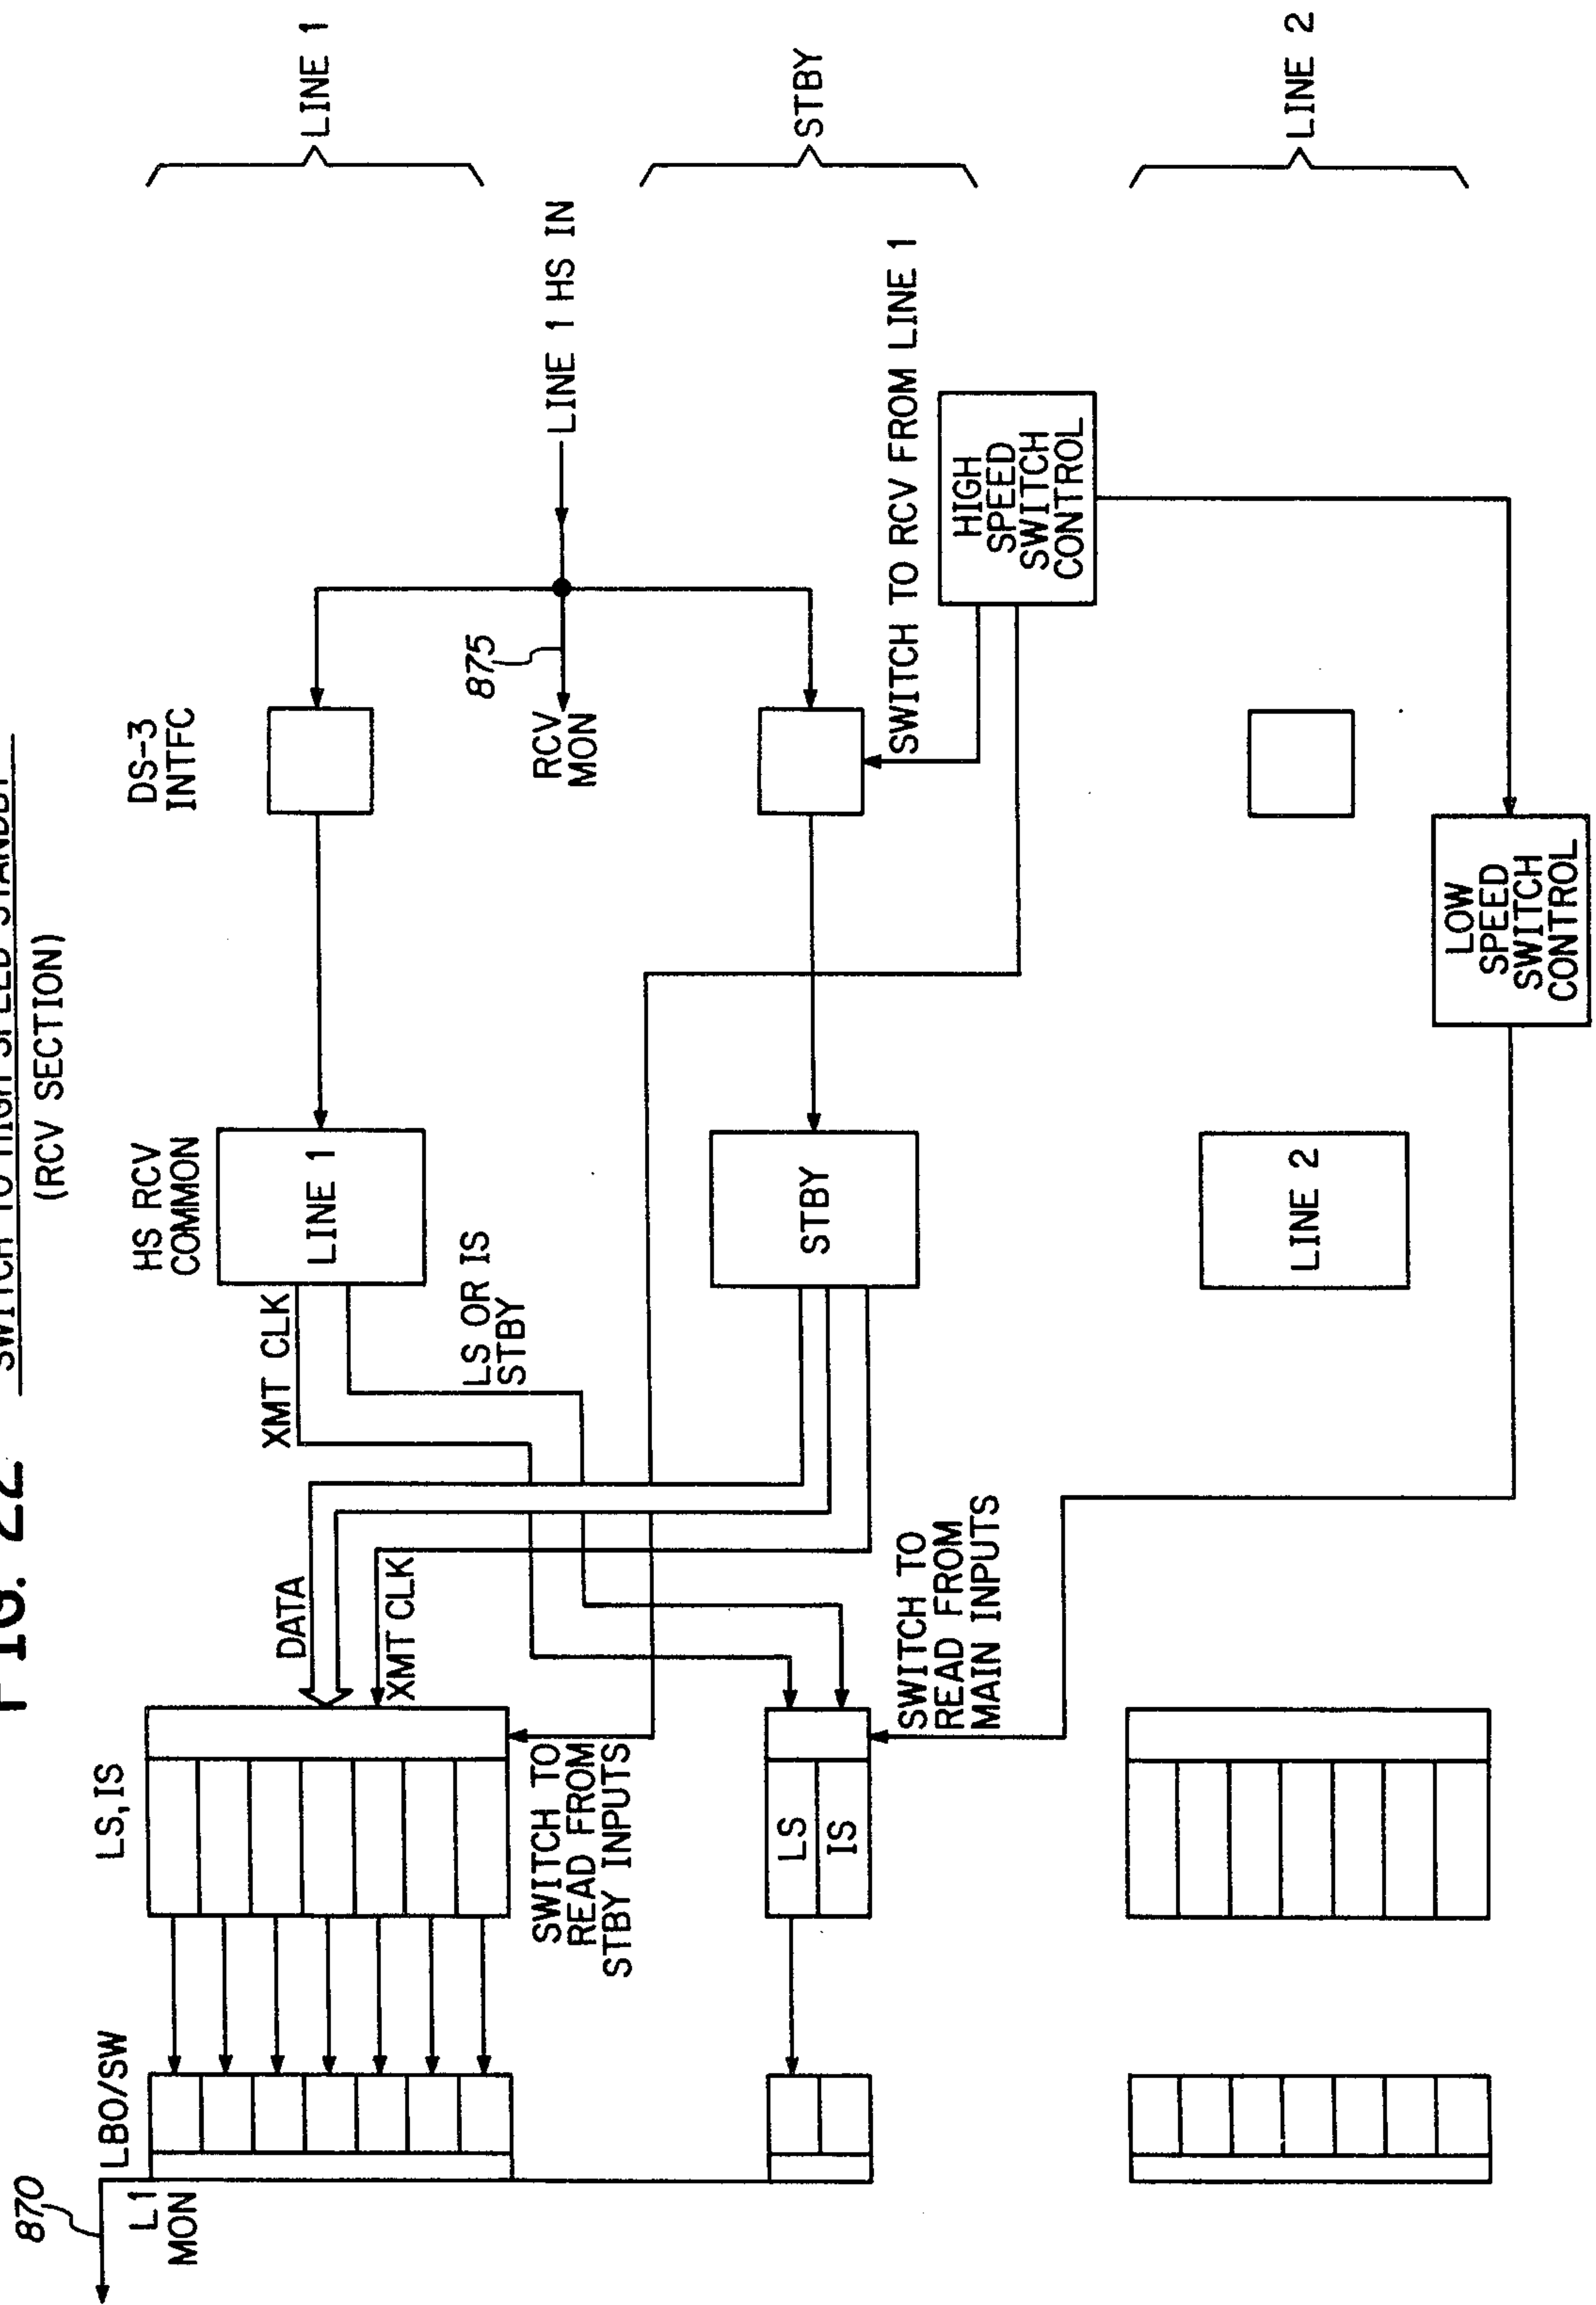 FIG. 22 SWITCH TO HIGH SPEED STANDBY
(RCV SECTION)
870
L1
MON
LBO/SW
LS,IS
HS RCV
COMMON
DS-3
INTFC
LINE 1
DATA
XMT CLK
XMT CLK
LINE 1
LS OR IS
STBY
SWITCH TO
READ FROM
STBY INPUTS
875
RCV
MON
LINE 1 HS IN
LS
IS
STBY
STBY
SWITCH TO RCV FROM LINE 1
SWITCH TO
READ FROM
MAIN INPUTS
HIGH
SPEED
SWITCH
CONTROL
LINE 2
LINE 2
LOW
SPEED
SWITCH
CONTROL